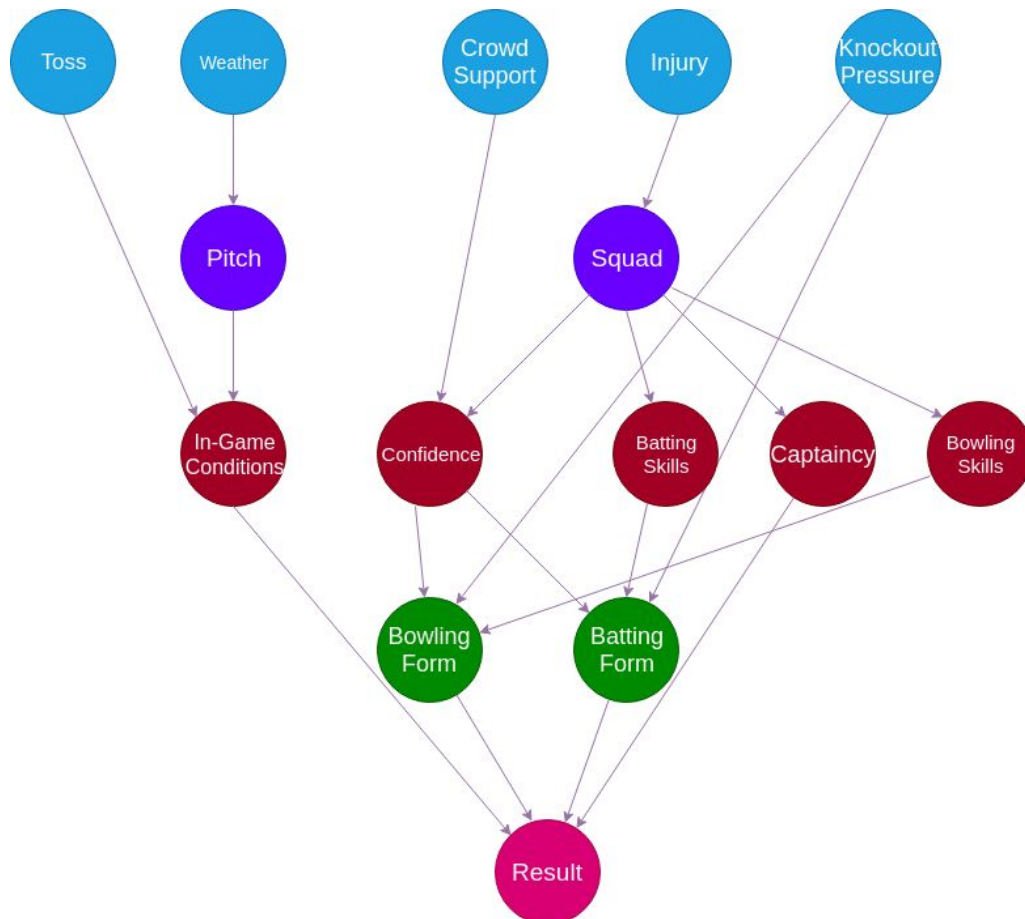 Toss
Weather
Crowd
Support
Injury
Knockout
Pressure
Pitch
Squad
In-Game
Conditions
Confidence
Batting
Skills
Captaincy
Bowling
Skills
Bowling
Form
Batting
Form
Result